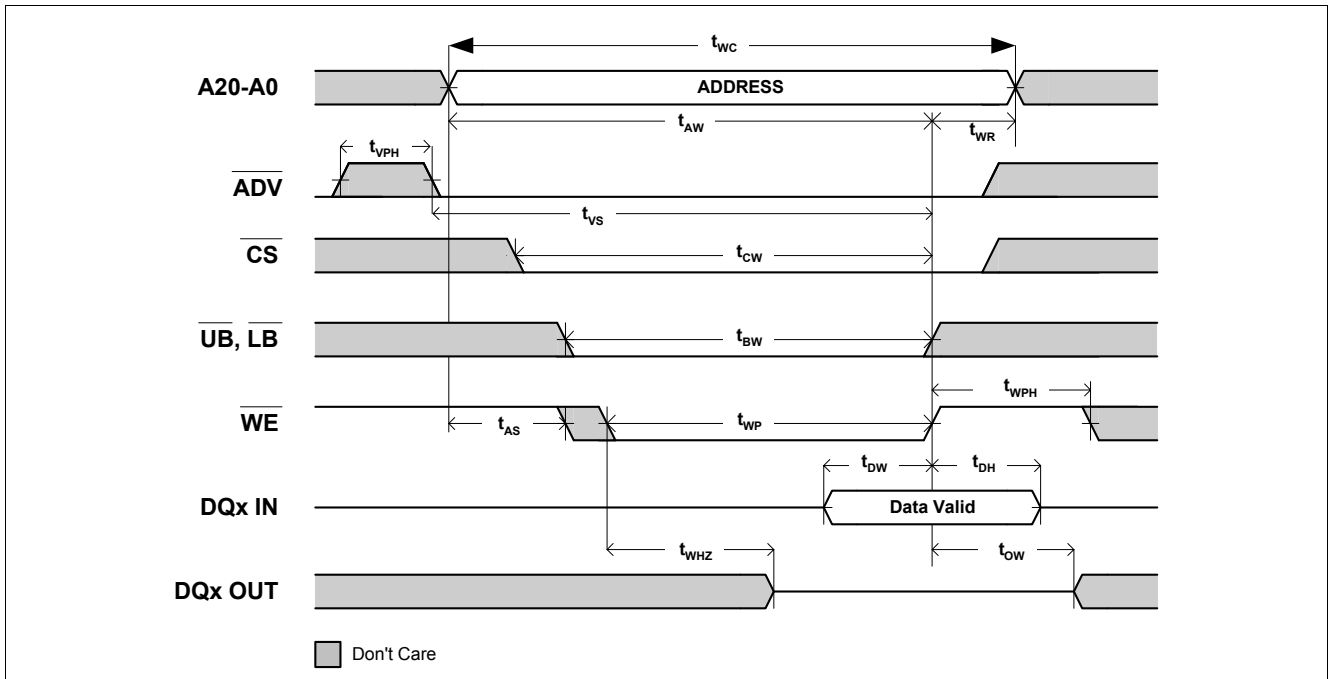 tWC
A20-A0 ADDRESS
tAW tWR
tVPH
ADV
tVS
CS tCW
UB, LB tBW
tWPH
WE tAS tWP
tDW tDH
DQx IN Data Valid
tWHZ tOW
DQx OUT
Don't Care